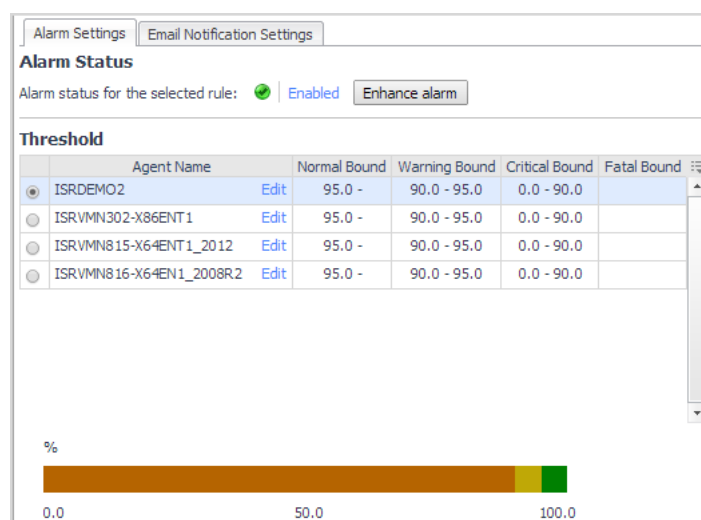 Alarm Settings Email Notification Settings
Alarm Status
Alarm status for the selected rule: Enabled Enhance alarm
Threshold
Agent Name Normal Bound Warning Bound Critical Bound Fatal Bound
ISRDEMO2 Edit 95.0 - 90.0 - 95.0 0.0 - 90.0
ISRVMN302-X86ENT1 Edit 95.0 - 90.0 - 95.0 0.0 - 90.0
ISRVMN815-X64ENT1_2012 Edit 95.0 - 90.0 - 95.0 0.0 - 90.0
ISRVMN816-X64EN1_2008R2 Edit 95.0 - 90.0 - 95.0 0.0 - 90.0
%
0.0 50.0 100.0